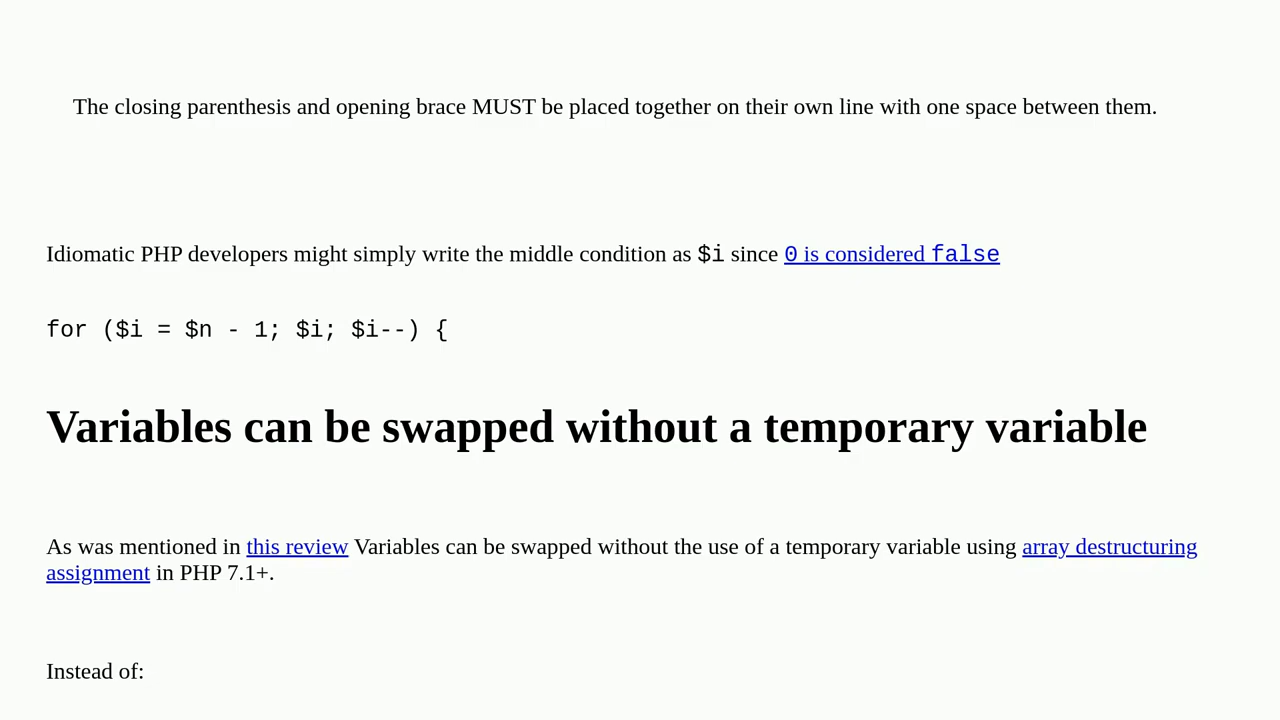 The closing parenthesis and opening brace MUST be placed together on their own line with one space between them.
Idiomatic PHP developers might simply write the middle condition as $i since 0 is considered false
for ($i = $n - 1; $i; $i--) {
Variables can be swapped without a temporary variable
As was mentioned in this review Variables can be swapped without the use of a temporary variable using array destructuring
assignment in PHP 7.1+.
Instead of: